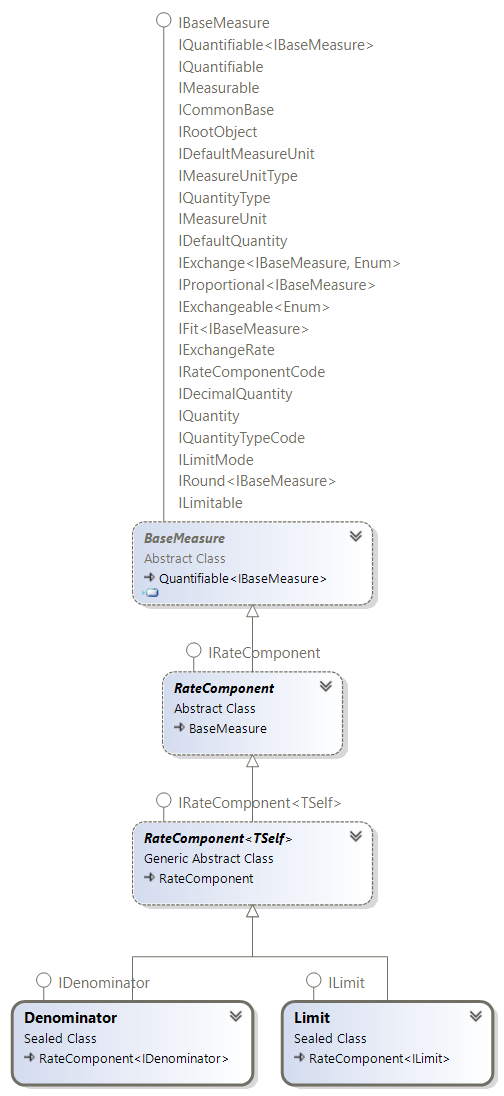 IBaseMeasure
IQuantifiable<IBaseMeasure>
IQuantifiable
IMeasurable
ICommonBase
IRootObject
IDefaultMeasureUnit
IMeasureUnitType
IQuantityType
IMeasureUnit
IDefaultQuantity
IExchange<IBaseMeasure, Enum>
IProportional<IBaseMeasure>
IExchangeable<Enum>
IFit<IBaseMeasure>
IExchangeRate
IRateComponentCode
IDecimalQuantity
IQuantity
IQuantityTypeCode
ILimitMode
IRound<IBaseMeasure>
ILimitable
BaseMeasure
Abstract Class
Quantifiable<IBaseMeasure>
IRateComponent
RateComponent
Abstract Class
BaseMeasure
IRateComponent<TSelf>
RateComponent<TSelf>
Generic Abstract Class
RateComponent
IDenominator
Denominator
Sealed Class
RateComponent<IDenominator>
ILimit
Limit
Sealed Class
RateComponent<ILimit>